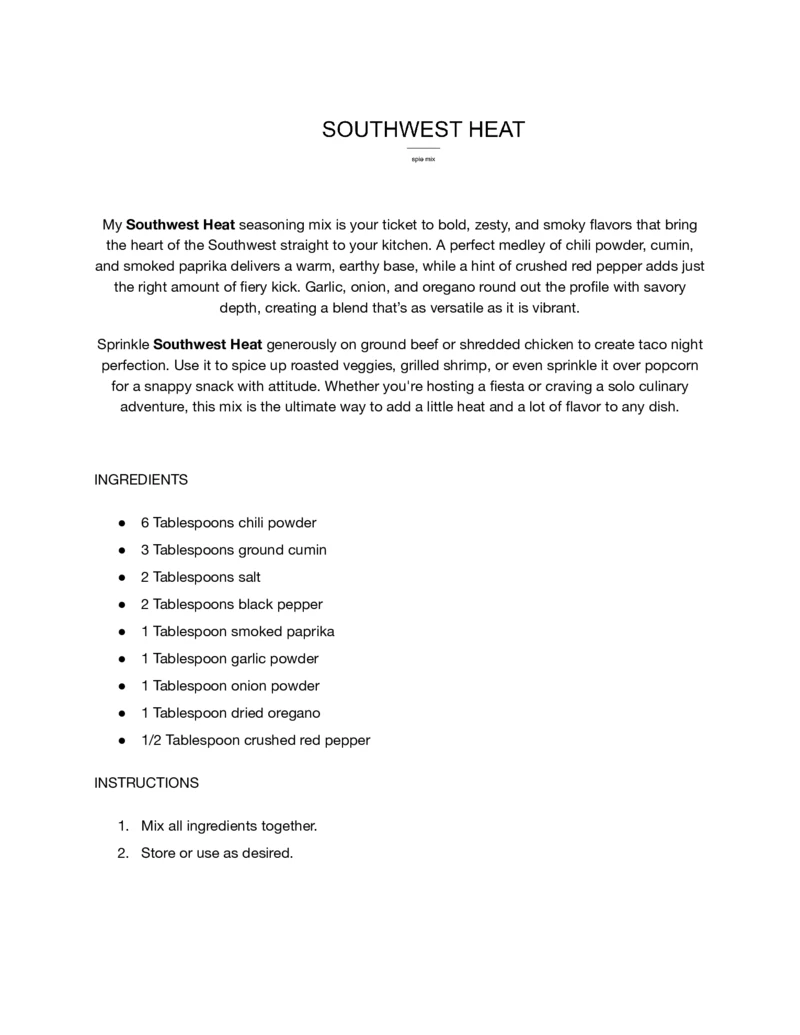 SOUTHWEST HEAT
spie mix
My Southwest Heat seasoning mix is your ticket to bold, zesty, and smoky flavors that bring
the heart of the Southwest straight to your kitchen. A perfect medley of chili powder, cumin,
and smoked paprika delivers a warm, earthy base, while a hint of crushed red pepper adds just
the right amount of fiery kick. Garlic, onion, and oregano round out the profile with savory
depth, creating a blend that’s as versatile as it is vibrant.
Sprinkle Southwest Heat generously on ground beef or shredded chicken to create taco night
perfection. Use it to spice up roasted veggies, grilled shrimp, or even sprinkle it over popcorn
for a snappy snack with attitude. Whether you're hosting a fiesta or craving a solo culinary
adventure, this mix is the ultimate way to add a little heat and a lot of flavor to any dish.
INGREDIENTS
● 6 Tablespoons chili powder
● 3 Tablespoons ground cumin
● 2 Tablespoons salt
● 2 Tablespoons black pepper
● 1 Tablespoon smoked paprika
● 1 Tablespoon garlic powder
● 1 Tablespoon onion powder
● 1 Tablespoon dried oregano
● 1/2 Tablespoon crushed red pepper
INSTRUCTIONS
1. Mix all ingredients together.
2. Store or use as desired.